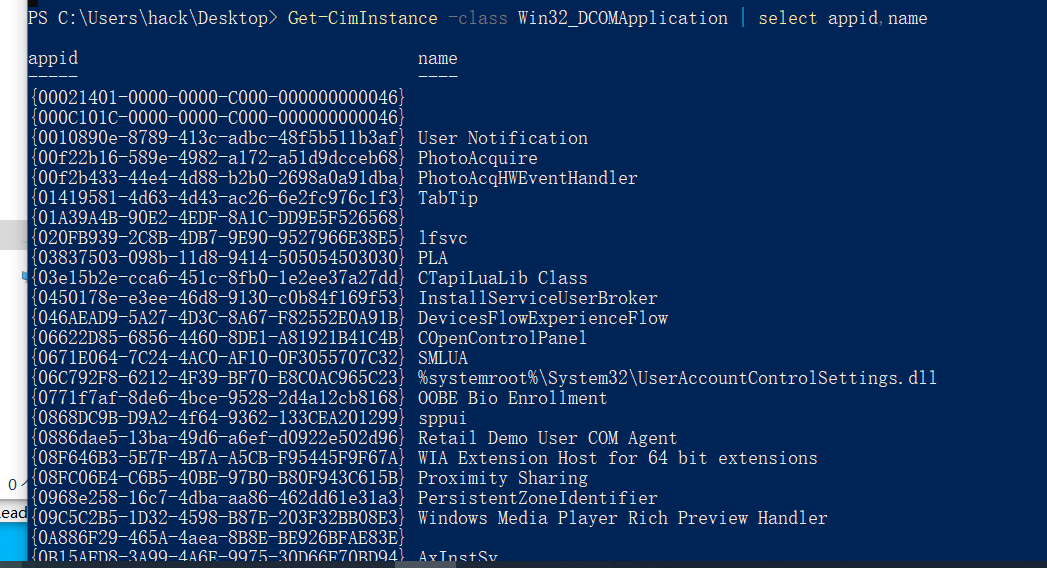 PS C:\Users\hack\Desktop> Get-CimInstance -class Win32_DCOMApplication | select appid,name
appid name
----- ----
{00021401-0000-0000-C000-000000000046}
{000C101C-0000-0000-C000-000000000046}
{0010890e-8789-413c-adbc-48f5b511b3af} User Notification
{00f22b16-589e-4982-a172-a51d9dcceb68} PhotoAcquire
{00f2b433-44e4-4d88-b2b0-2698a0a91dba} PhotoAcqHWEventHandler
{01419581-4d63-4d43-ac26-6e2fc976c1f3} TabTip
{01A39A4B-90E2-4EDF-8A1C-DD9E5F526568}
{020FB939-2C8B-4DB7-9E90-9527966E38E5} lfsvc
{03837503-098b-11d8-9414-505054503030} PLA
{03e15b2e-cca6-451c-8fb0-1e2ee37a27dd} CTapiLuaLib Class
{0450178e-e3ee-46d8-9130-c0b84f169f53} InstallServiceUserBroker
{046AEAD9-5A27-4D3C-8A67-F82552E0A91B} DevicesFlowExperienceFlow
{06622D85-6856-4460-8DE1-A81921B41C4B} COpenControlPanel
{0671E064-7C24-4AC0-AF10-0F3055707C32} SMLUA
{06C792F8-6212-4F39-BF70-E8C0AC965C23} %systemroot%\System32\UserAccountControlSettings.dll
{0771f7af-8de6-4bce-9528-2d4a12cb8168} OOBE Bio Enrollment
{0868DC9B-D9A2-4f64-9362-133CEA201299} sppui
{0886dae5-13ba-49d6-a6ef-d0922e502d96} Retail Demo User COM Agent
{08F646B3-5E7F-4B7A-A5CB-F95445F9F67A} WIA Extension Host for 64 bit extensions
{08FC06E4-C6B5-40BE-97B0-B80F943C615B} Proximity Sharing
{0968e258-16c7-4dba-aa86-462dd61e31a3} PersistentZoneIdentifier
{09C5C2B5-1D32-4598-B87E-203F32BB08E3} Windows Media Player Rich Preview Handler
{0A886F29-465A-4aea-8B8E-BE926BFAE83E}
{0B15AFD8-3A99-4A6E-9975-30D66F70BD94} AxInstSv
0
ead